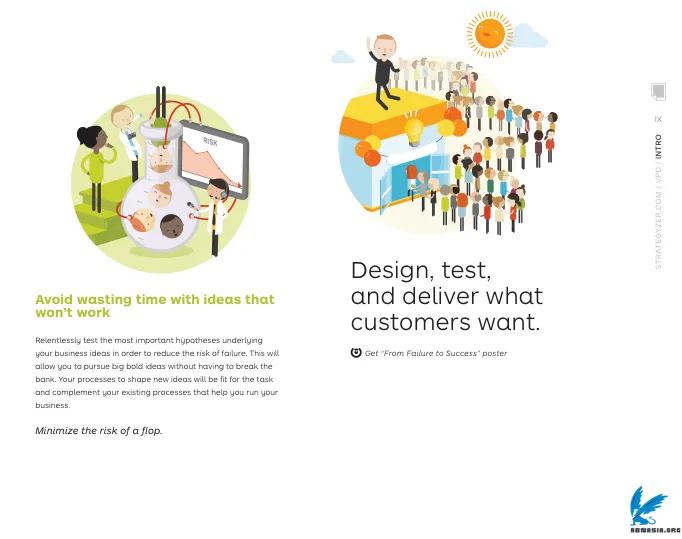 RISK
Avoid wasting time with ideas that
won't work
Relentlessly test the most important hypotheses underlying
your business ideas in order to reduce the risk of failure. This will
allow you to pursue big bold ideas without having to break the
bank. Your processes to shape new ideas will be fit for the task
and complement your existing processes that help you run your
business.
Minimize the risk of a flop.
Design, test,
and deliver what
customers want.
Get “From Failure to Success” poster
IX
STRATEGYZER.COM / VPD / INTRO
ABNASIA.ORG